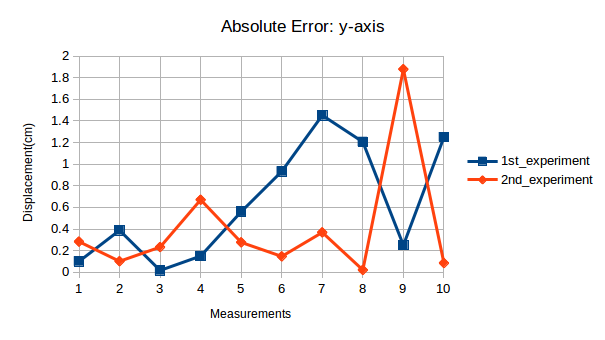 Absolute Error: y-axis
2
1.8
1.6
1.4
1.2
1
0.8
0.6
0.4
0.2
0
Displacement(cm)
1st_experiment
2nd_experiment
1 2 3 4 5 6 7 8 9 10
Measurements